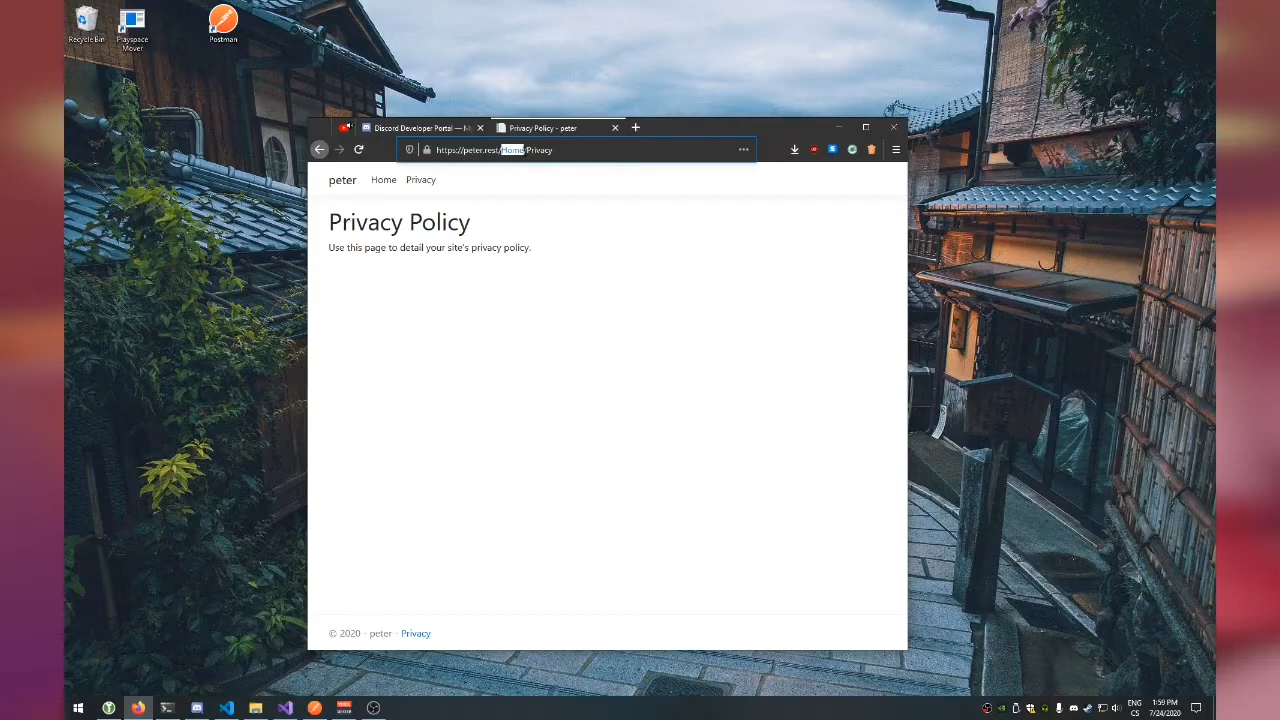 Recycle Bin
Playspace
Mover
Postman
Discord Developer Portal — M
Privacy Policy - peter
https://peter.rest/Home/Privacy
peter
Home
Privacy
Privacy Policy
Use this page to detail your site's privacy policy.
© 2020 - peter - Privacy
ENG
CS
1:59 PM
7/24/2020